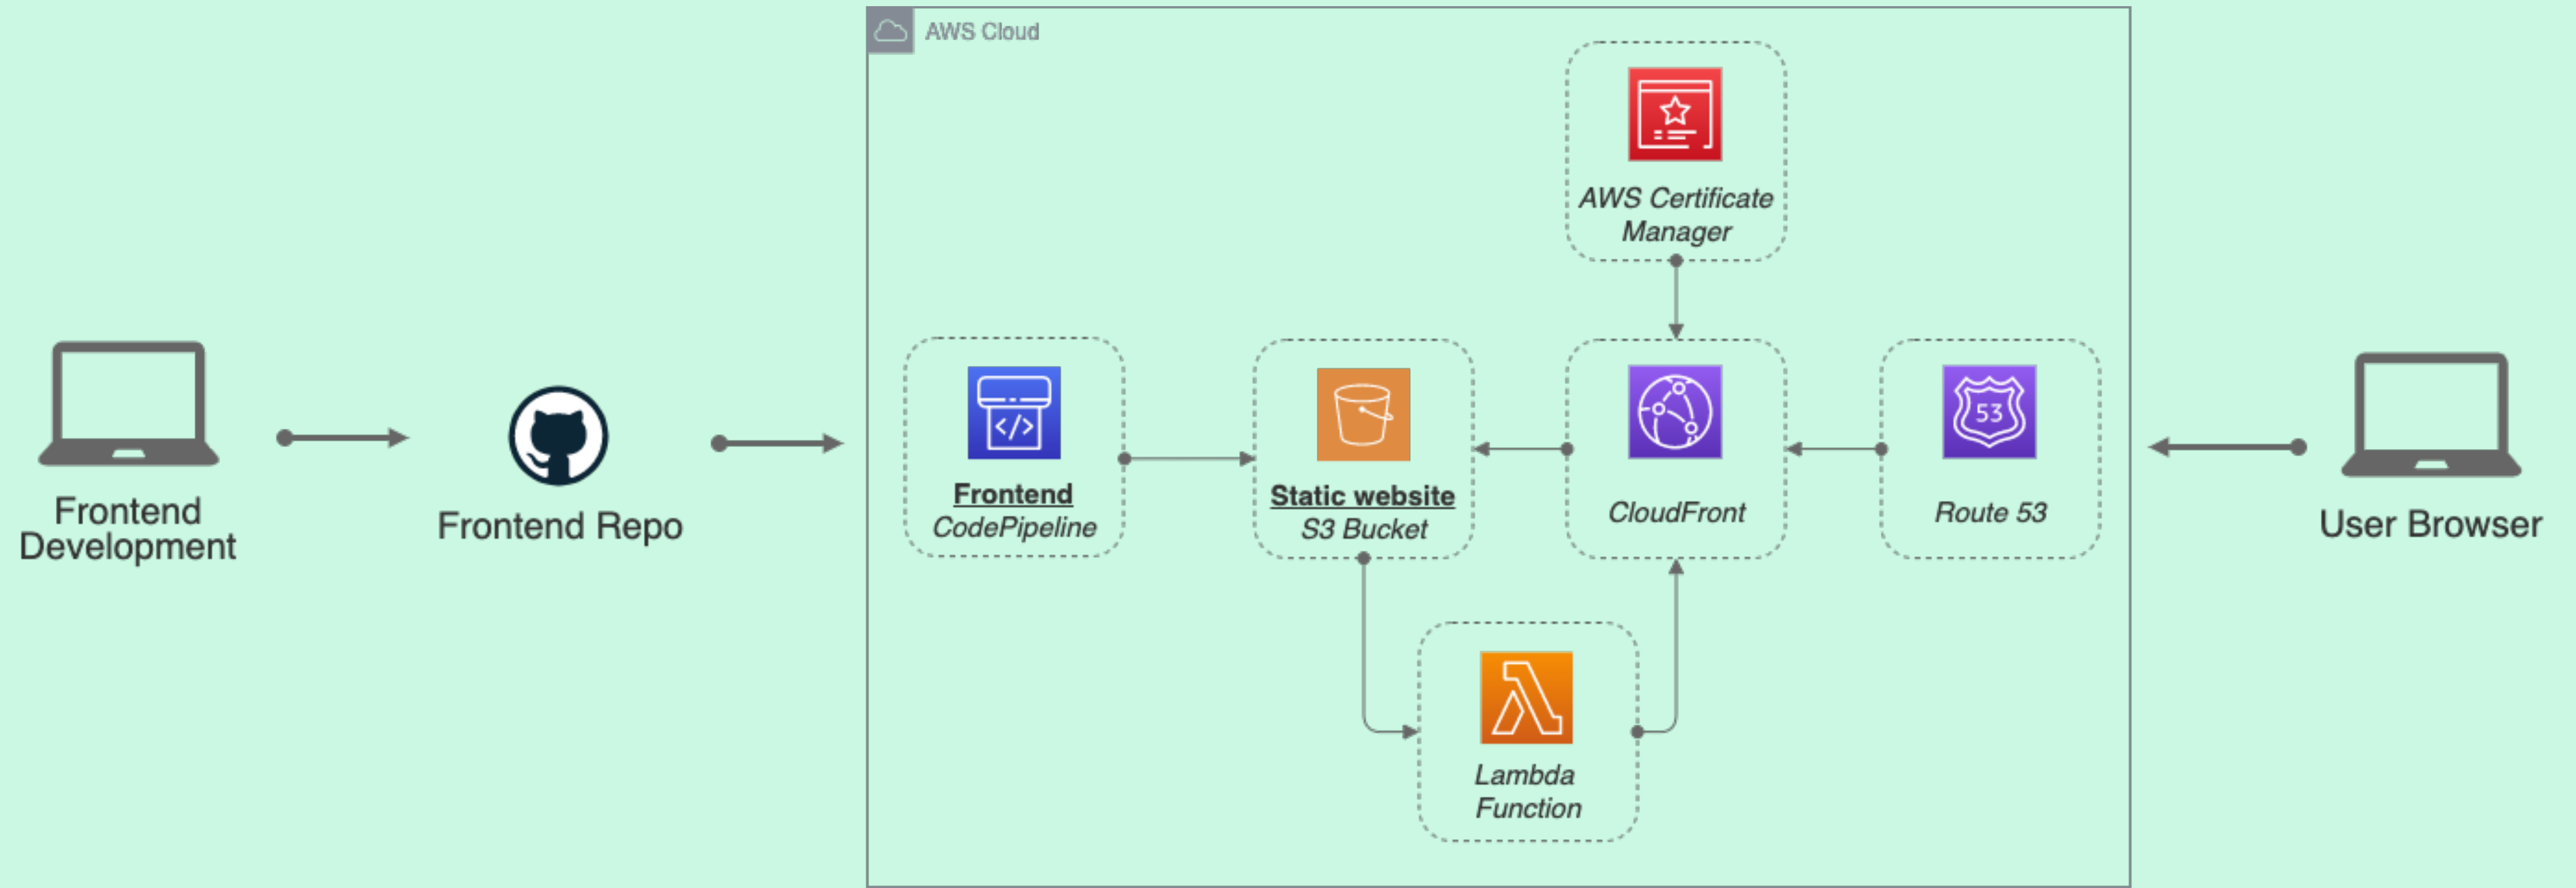 AWS Cloud
AWS Certificate
Manager
Frontend
Development
Frontend Repo
Frontend
CodePipeline
Static website
S3 Bucket
CloudFront
53
Route 53
User Browser
Lambda
Function